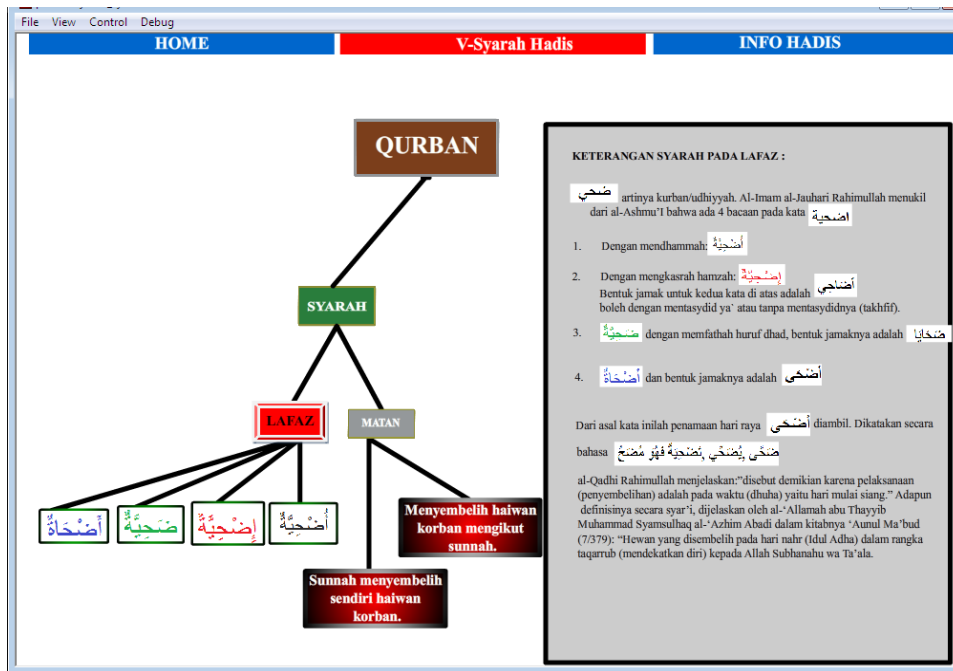 File View Control Debug
HOME V-Syarah Hadis INFO HADIS
QURBAN
SYARAH
LAFAZ MATAN
أَضْحَاةٌ ضَحِيَّةٌ إِضْحِيَّةٌ أُضْحِيَّةٌ
Menyembelih haiwan
korban mengikut
sunnah.
Sunnah menyembelih
sendiri haiwan
korban.
KETERANGAN SYARAH PADA LAFAZ :
ضحي artinya kurban/udhiyyah. Al-Imam al-Jauhari Rahimullah menukil
dari al-Ashmu'I bahwa ada 4 bacaan pada kata اضحية
1. Dengan mendhammah: أُضْحِيَّةٌ
2. Dengan mengkasrah hamzah: إِضْحِيَّةٌ
Bentuk jamak untuk kedua kata di atas adalah أضاحي
boleh dengan mentasydid ya` atau tanpa mentasydidnya (takhfif).
3. ضَحِيَّةٌ dengan memfathah huruf dhad, bentuk jamaknya adalah ضَحَايَا
4. أَضْحَاةٌ dan bentuk jamaknya adalah أَضْحَى
Dari asal kata inilah penamaan hari raya أَضْحَى diambil. Dikatakan secara
bahasa ضَحَّى ,يُضَحِّي ,تَضْحِيَةٌ فَهُوَ مُضَحٍّ
al-Qadhi Rahimullah menjelaskan:"disebut demikian karena pelaksanaan
(penyembelihan) adalah pada waktu (dhuha) yaitu hari mulai siang." Adapun
definisinya secara syar'i, dijelaskan oleh al-'Allamah abu Thayyib
Muhammad Syamsulhaq al-'Azhim Abadi dalam kitabnya 'Aunul Ma'bud
(7/379): "Hewan yang disembelih pada hari nahr (Idul Adha) dalam rangka
taqarrub (mendekatkan diri) kepada Allah Subhanahu wa Ta'ala.